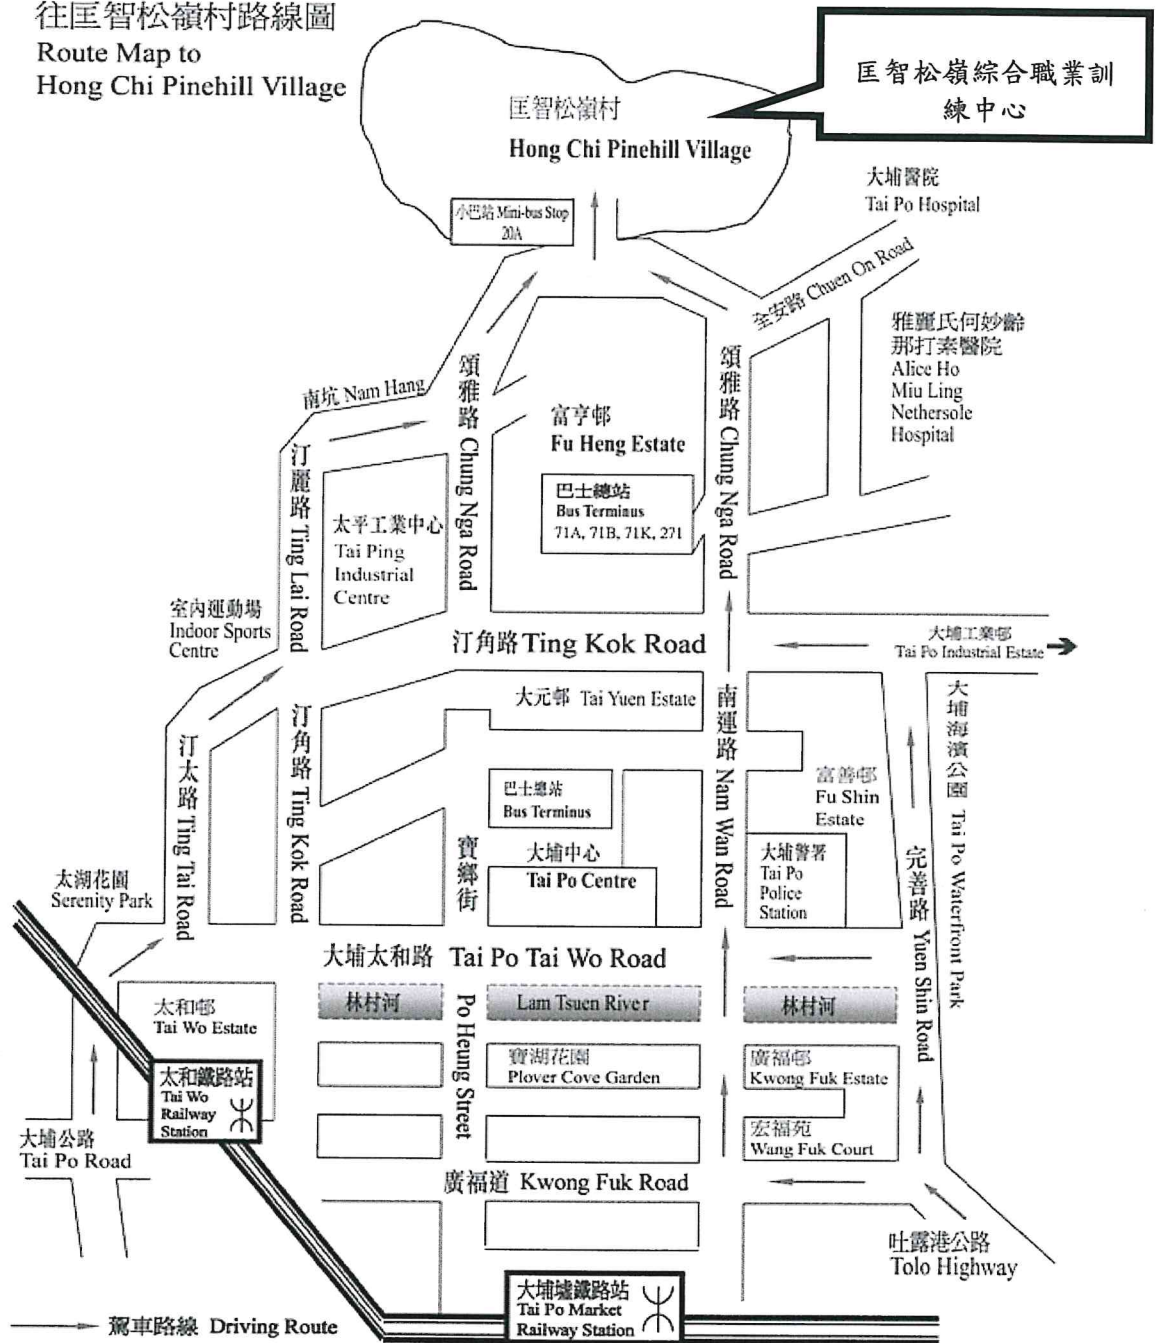 往匡智松嶺村路線圖
Route Map to
Hong Chi Pinehill Village
匡智松嶺綜合職業訓
練中心
匡智松嶺村
Hong Chi Pinehill Village
大埔醫院
Tai Po Hospital
小巴站 Mini-bus Stop
20A
全安路 Chuen On Road
雅麗氏何妙齡
那打素醫院
Alice Ho
Miu Ling
Nethersole
Hospital
南坑 Nam Hang
頌雅路 Chung Nga Road
頌雅路 Chung Nga Road
富亨邨
Fu Heng Estate
巴士總站
Bus Terminus
71A, 71B, 71K, 271
汀麗路 Ting Lai Road
太平工業中心
Tai Ping
Industrial
Centre
室內運動場
Indoor Sports
Centre
汀角路 Ting Kok Road
大埔工業邨
Tai Po Industrial Estate
大元邨 Tai Yuen Estate
南運路 Nam Wan Road
大埔海濱公園 Tai Po Waterfront Park
汀太路 Ting Tai Road
汀角路 Ting Kok Road
富善邨
Fu Shin
Estate
巴士總站
Bus Terminus
寶鄉街
Po Heung Street
大埔中心
Tai Po Centre
大埔警署
Tai Po
Police
Station
完善路 Yuen Shin Road
太湖花園
Serenity Park
大埔太和路 Tai Po Tai Wo Road
太和邨
Tai Wo Estate
林村河
Lam Tsuen River
林村河
寶湖花園
Plover Cove Garden
廣福邨
Kwong Fuk Estate
太和鐵路站
Tai Wo
Railway
Station
宏福苑
Wang Fuk Court
大埔公路
Tai Po Road
廣福道 Kwong Fuk Road
吐露港公路
Tolo Highway
大埔墟鐵路站
Tai Po Market
Railway Station
駕車路線 Driving Route